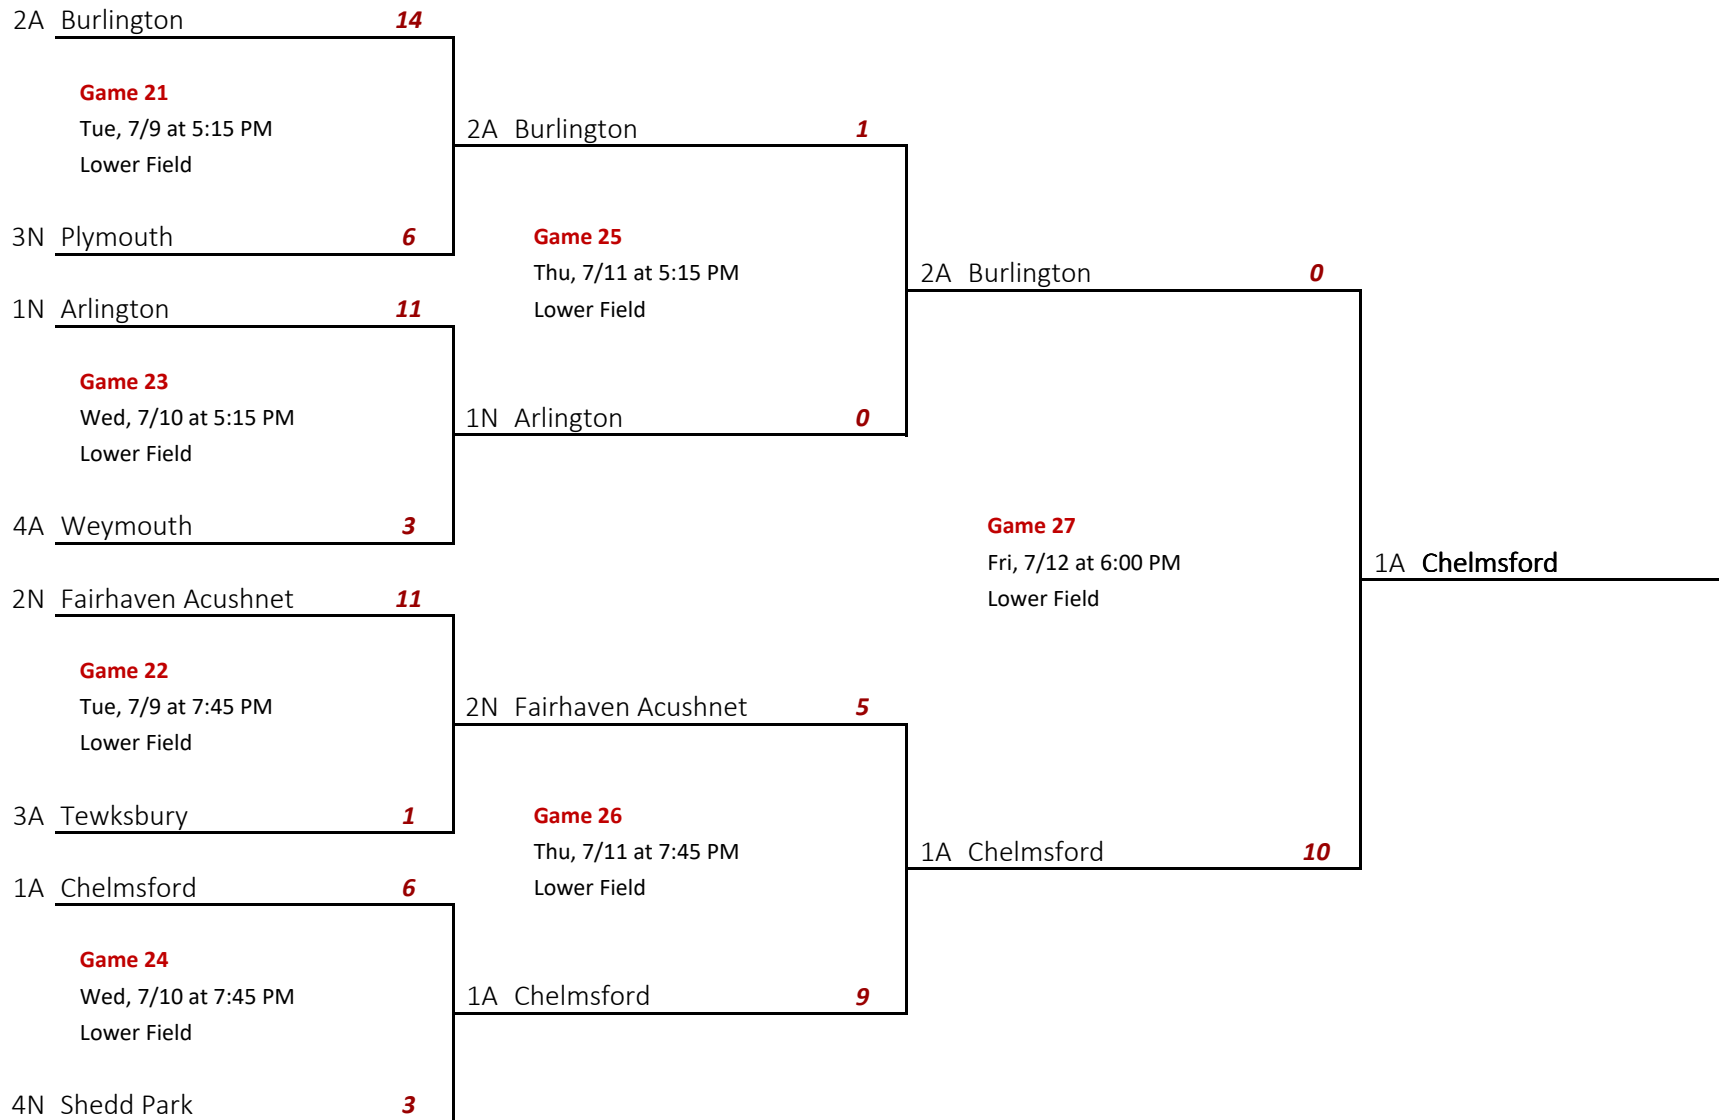 2A Burlington 14
Game 21
Tue, 7/9 at 5:15 PM
Lower Field
3N Plymouth 6
1N Arlington 11
Game 23
Wed, 7/10 at 5:15 PM
Lower Field
4A Weymouth 3
2N Fairhaven Acushnet 11
Game 22
Tue, 7/9 at 7:45 PM
Lower Field
3A Tewksbury 1
1A Chelmsford 6
Game 24
Wed, 7/10 at 7:45 PM
Lower Field
4N Shedd Park 3
2A Burlington 1
Game 25
Thu, 7/11 at 5:15 PM
Lower Field
1N Arlington 0
2N Fairhaven Acushnet 5
Game 26
Thu, 7/11 at 7:45 PM
Lower Field
1A Chelmsford 9
2A Burlington 0
Game 27
Fri, 7/12 at 6:00 PM
Lower Field
1A Chelmsford 10
1A Chelmsford